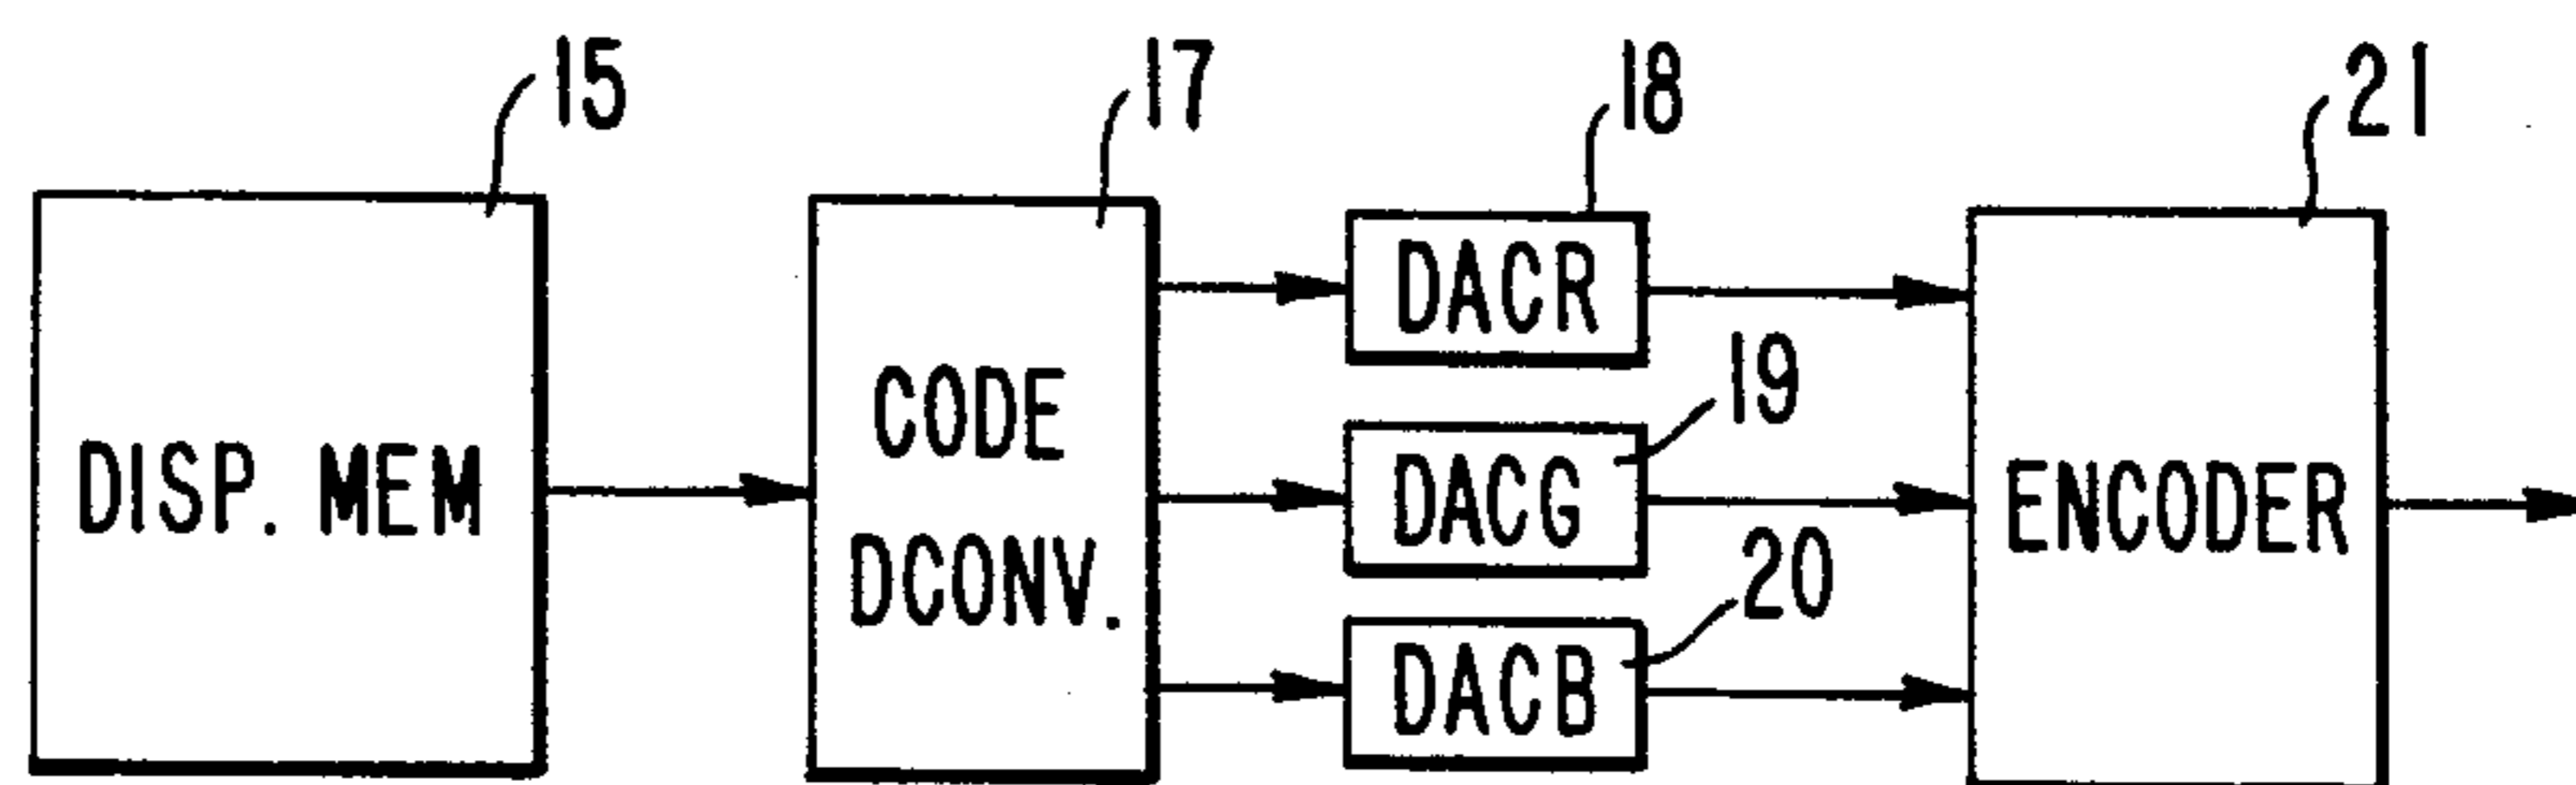 15
17
18
21
DISP. MEM
CODE
DCONV.
DACR
19
DACG
20
DACB
ENCODER